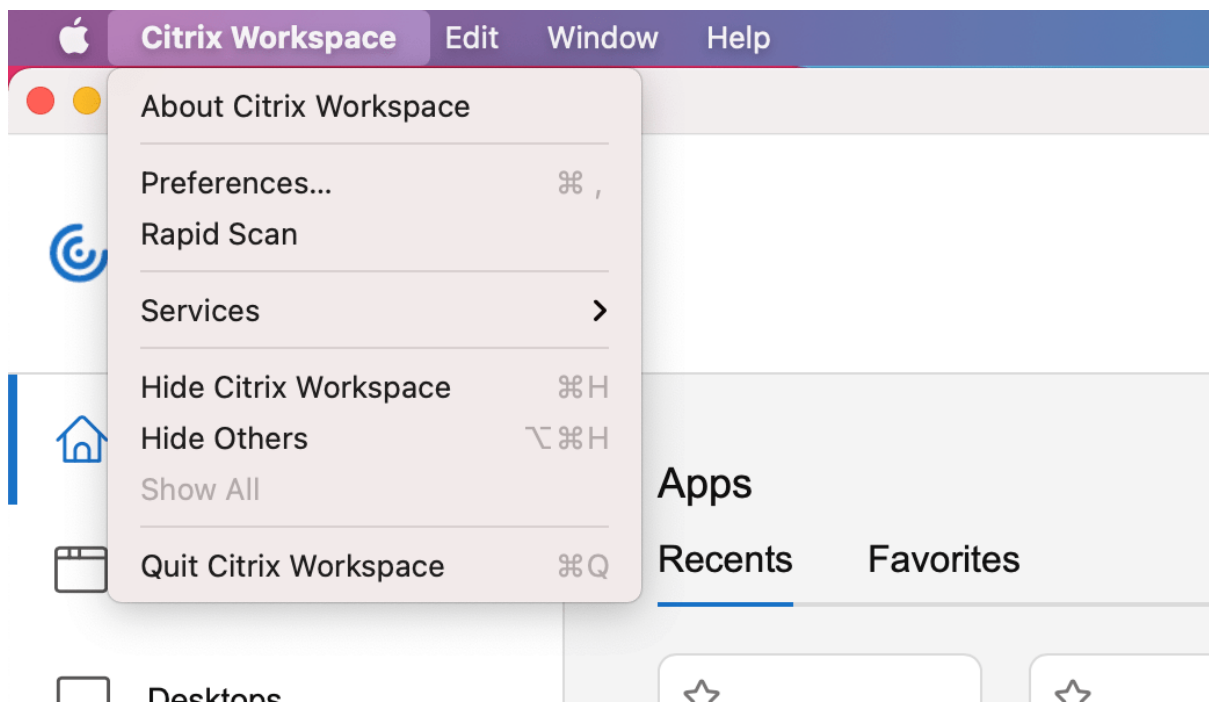 Citrix Workspace Edit Window Help
About Citrix Workspace
Preferences... ⌘ ,
Rapid Scan
Services
Hide Citrix Workspace ⌘H
Hide Others ⌥⌘H
Show All
Quit Citrix Workspace ⌘Q
Apps
Recents Favorites
Desktops